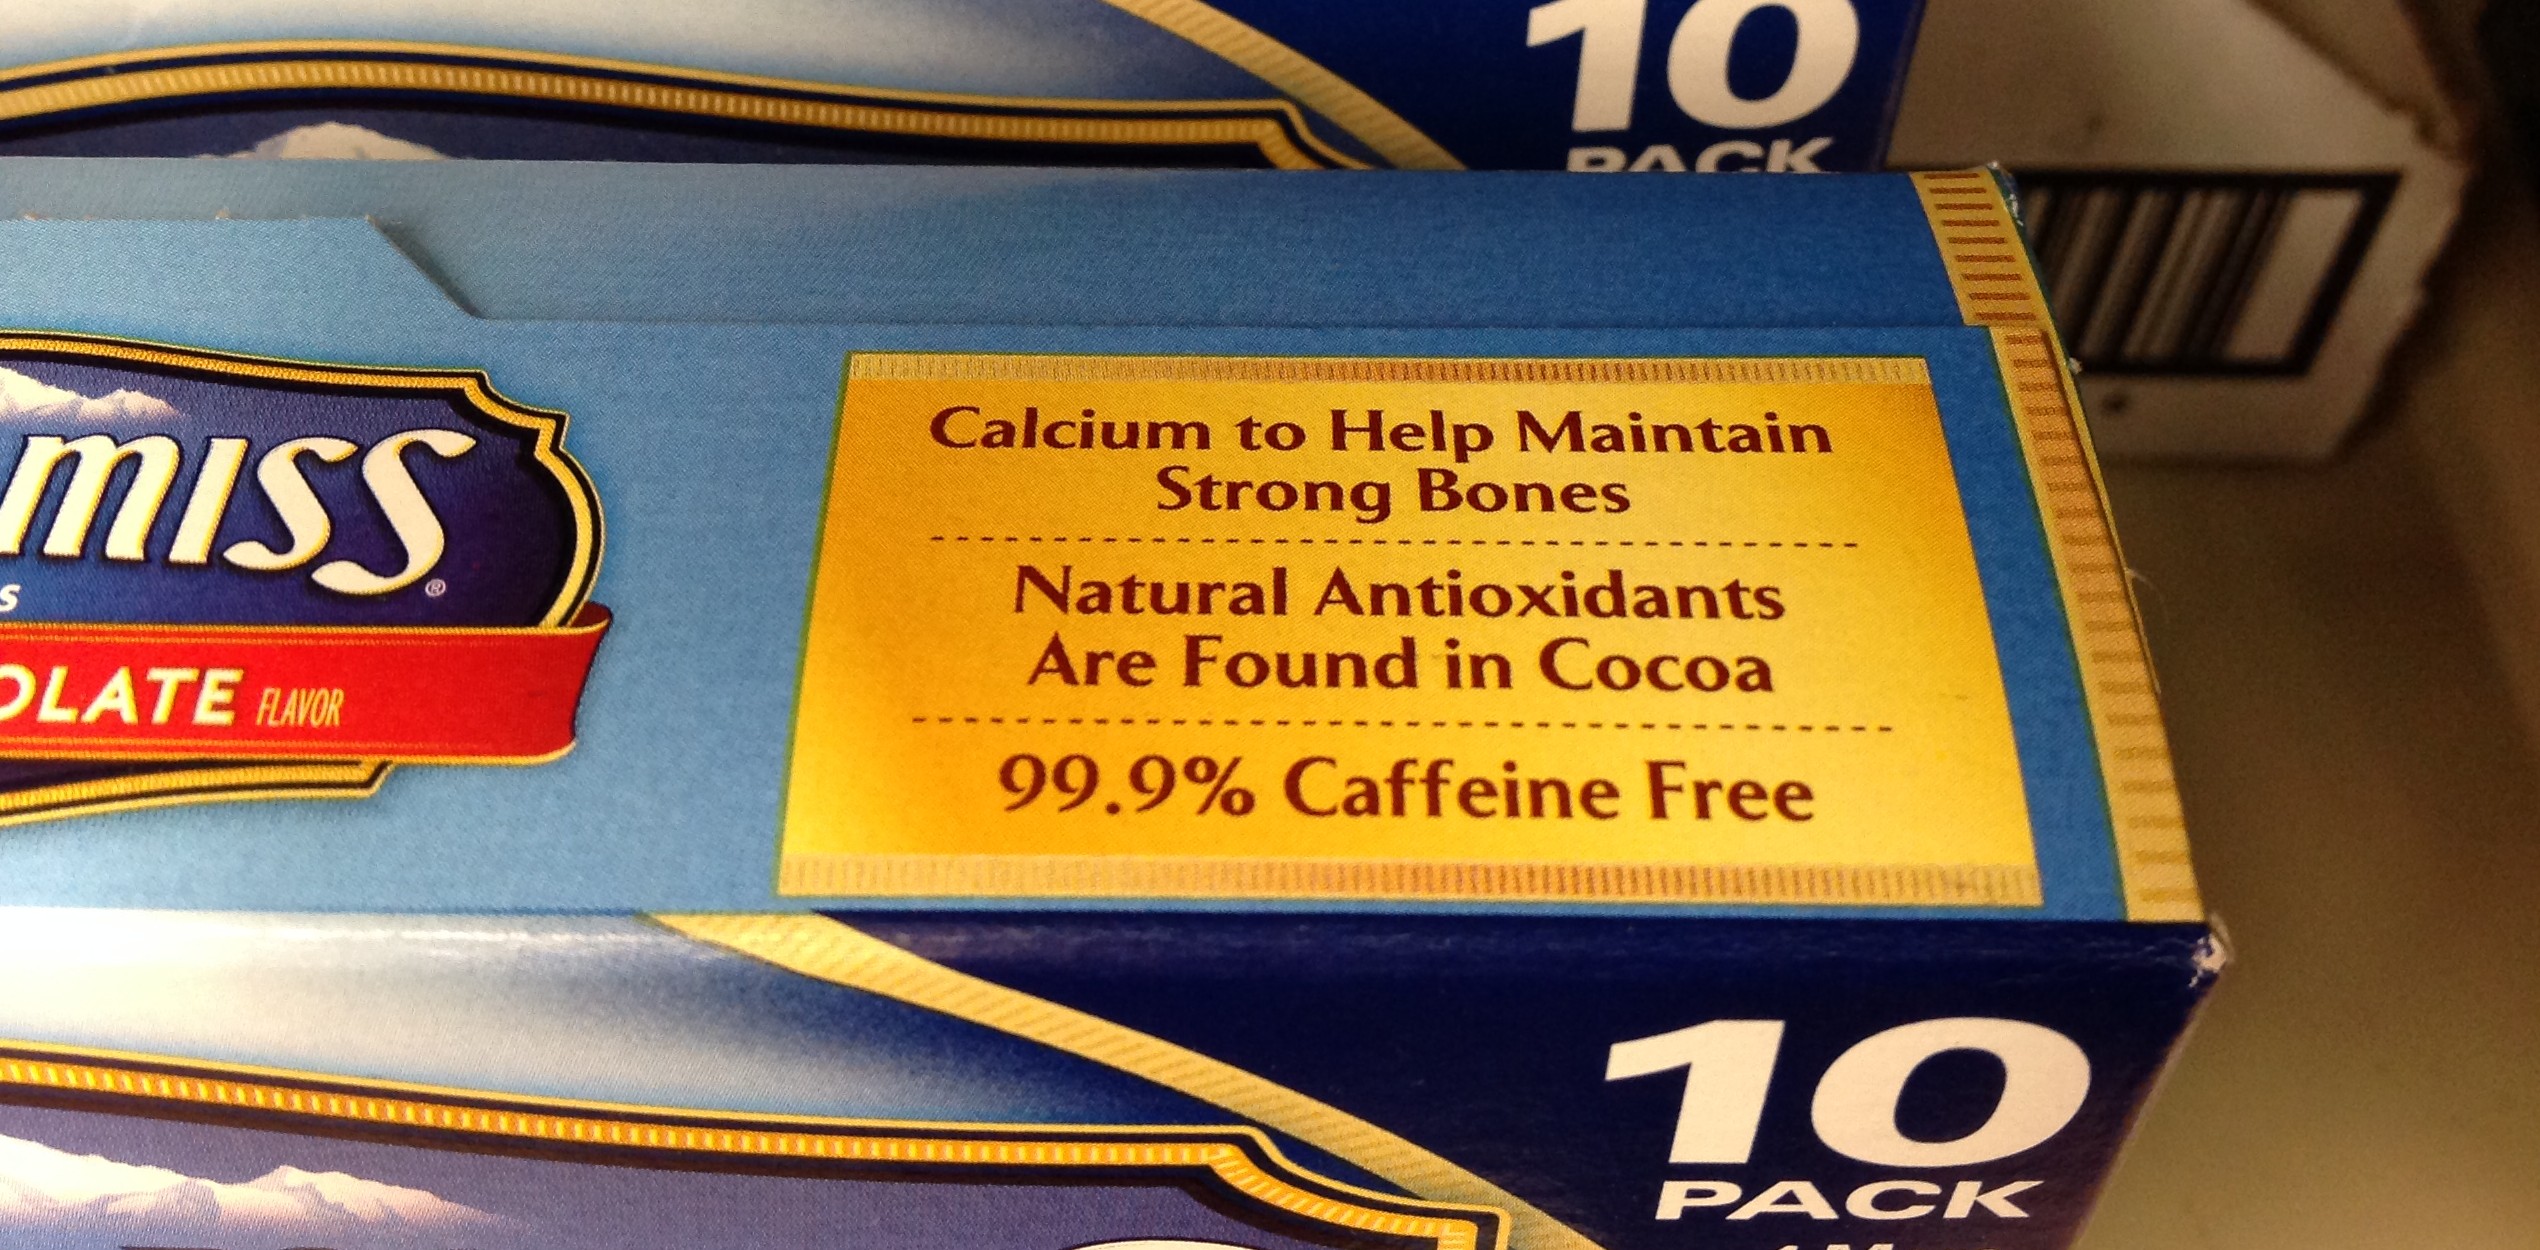 10
PACK
MISS®
OLATE FLAVOR
Calcium to Help Maintain
Strong Bones
Natural Antioxidants
Are Found in Cocoa
99.9% Caffeine Free
10
PACK